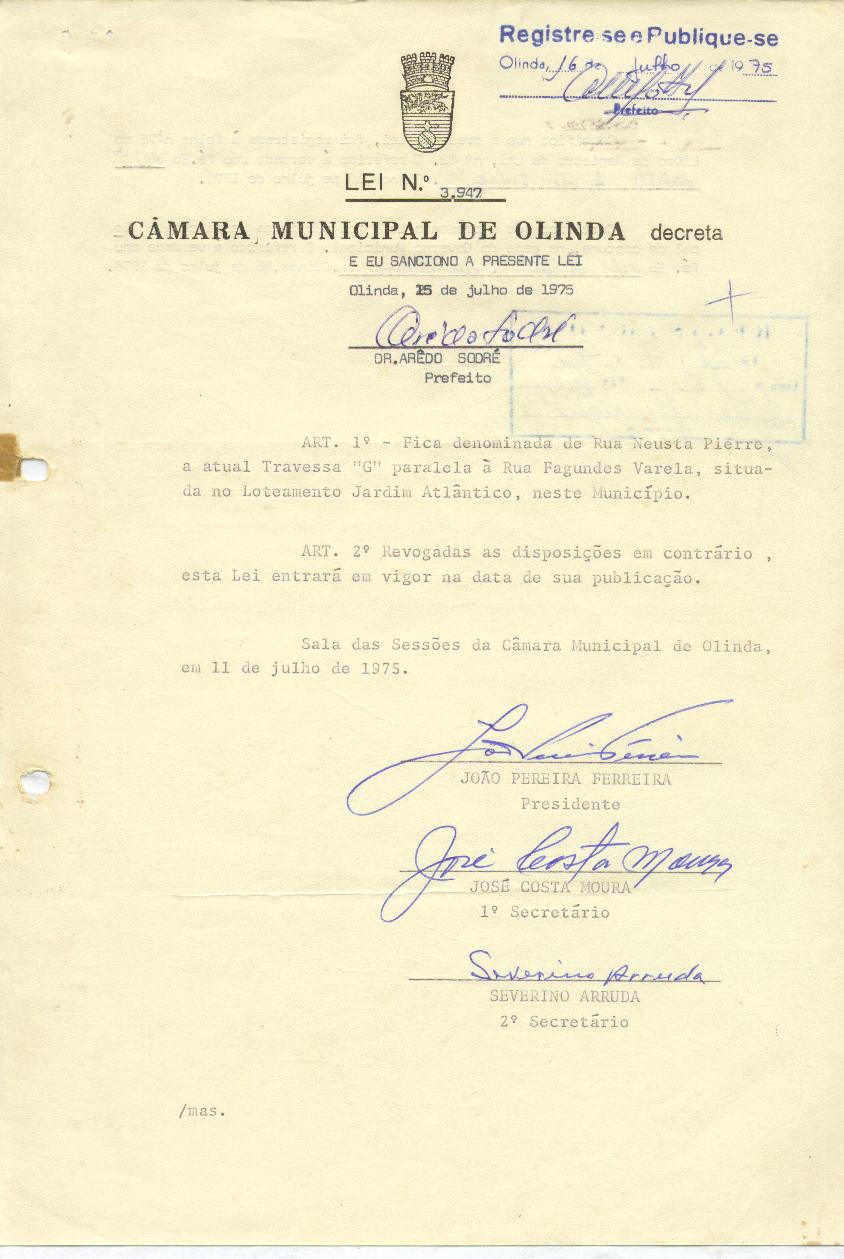 Registre-se e Publique-se
Olinda, 16 de julho de 1975
Prefeito
LEI N.º 3.947
CÂMARA MUNICIPAL DE OLINDA decreta
E EU SANCIONO A PRESENTE LEI
Olinda, 15 de julho de 1975
Arêdo Sodré
DR.ARÊDO SODRÉ
Prefeito
ART. 1º - Fica denominada de Rua Neusta Pierre,
a atual Travessa "G" paralela à Rua Fagundes Varela, situa-
da no Loteamento Jardim Atlântico, neste Município.
ART. 2º Revogadas as disposições em contrário ,
esta Lei entrará em vigor na data de sua publicação.
Sala das Sessões da Câmara Municipal de Olinda,
em 11 de julho de 1975.
JOÃO PEREIRA FERREIRA
Presidente
José Costa Moura
JOSÉ COSTA MOURA
1º Secretário
Severino Arruda
SEVERINO ARRUDA
2º Secretário
/mas.